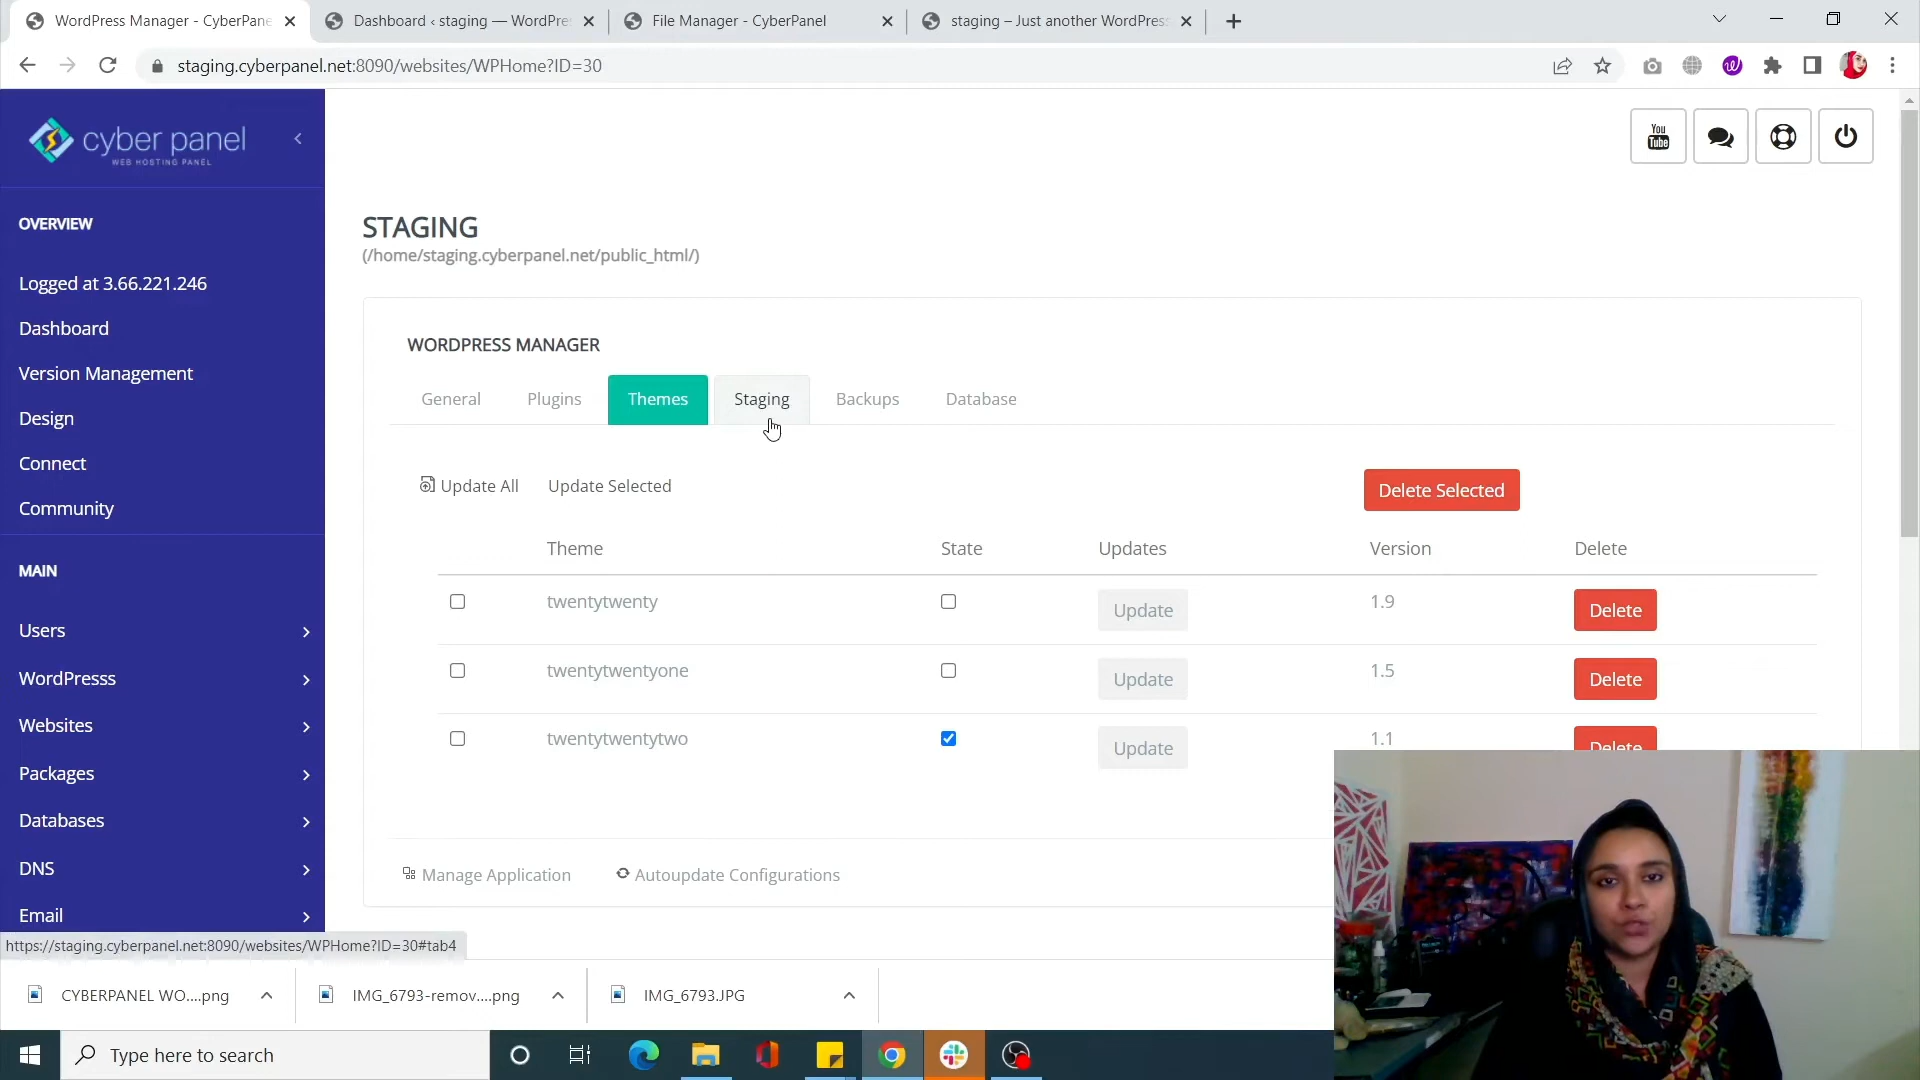 WordPress Manager - CyberPane
Dashboard ‹ staging — WordPre
File Manager - CyberPanel
staging – Just another WordPress
staging.cyberpanel.net:8090/websites/WPHome?ID=30
cyber panel
WEB HOSTING PANEL
You
Tube
OVERVIEW
Logged at 3.66.221.246
Dashboard
Version Management
Design
Connect
Community
MAIN
Users
WordPresss
Websites
Packages
Databases
DNS
Email
STAGING
(/home/staging.cyberpanel.net/public_html/)
WORDPRESS MANAGER
General Plugins Themes Staging Backups Database
Update All Update Selected Delete Selected
Theme State Updates Version Delete
twentytwenty Update 1.9 Delete
twentytwentyone Update 1.5 Delete
twentytwentytwo Update 1.1 Delete
Manage Application Autoupdate Configurations
https://staging.cyberpanel.net:8090/websites/WPHome?ID=30#tab4
CYBERPANEL WO....png
IMG_6793-remov....png
IMG_6793.JPG
Type here to search